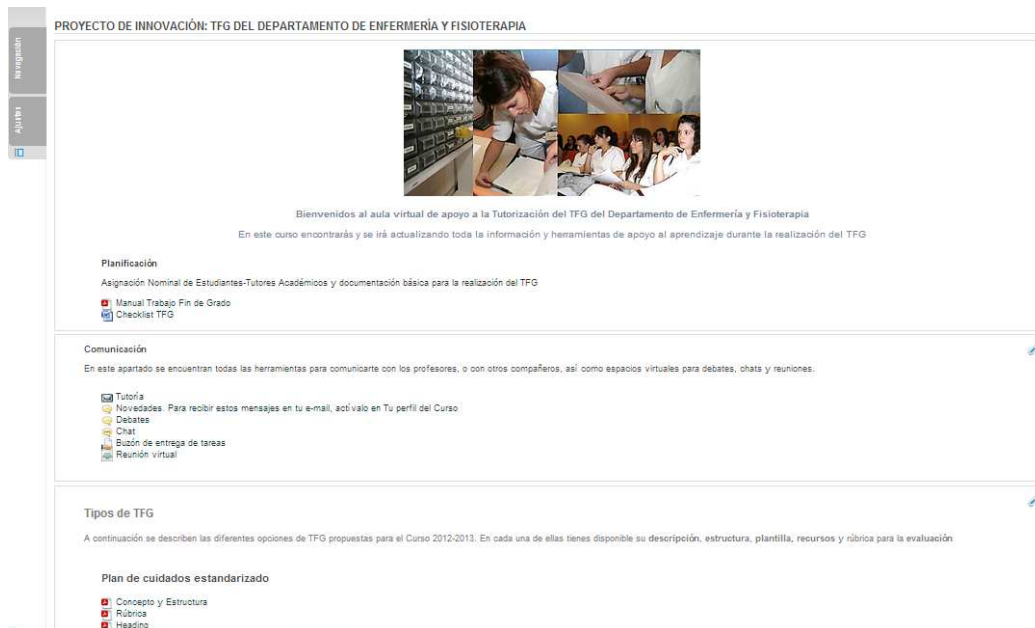 PROYECTO DE INNOVACIÓN: TFG DEL DEPARTAMENTO DE ENFERMERÍA Y FISIOTERAPIA
Navegación
Ajustes
Bienvenidos al aula virtual de apoyo a la Tutorización del TFG del Departamento de Enfermería y Fisioterapia
En este curso encontrarás y se irá actualizando toda la información y herramientas de apoyo al aprendizaje durante la realización del TFG
Planificación
Asignación Nominal de Estudiantes-Tutores Académicos y documentación básica para la realización del TFG
Manual Trabajo Fin de Grado
Checklist TFG
Comunicación
En este apartado se encuentran todas las herramientas para comunicarte con los profesores, o con otros compañeros, así como espacios virtuales para debates, chats y reuniones.
Tutoría
Novedades. Para recibir estos mensajes en tu e-mail, actívalo en Tu perfil del Curso
Debates
Chat
Buzón de entrega de tareas
Reunión virtual
Tipos de TFG
A continuación se describen las diferentes opciones de TFG propuestas para el Curso 2012-2013. En cada una de ellas tienes disponible su descripción, estructura, plantilla, recursos y rúbrica para la evaluación
Plan de cuidados estandarizado
Concepto y Estructura
Rúbrica
Heading